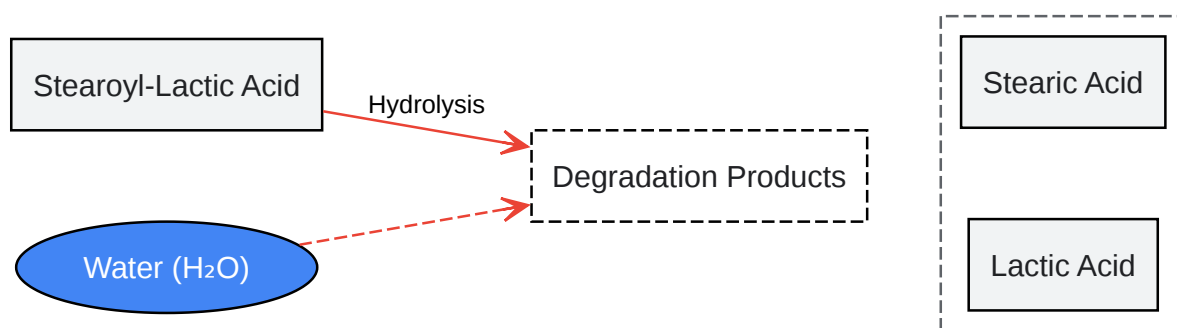 Stearoyl-Lactic Acid
Hydrolysis
Water (H₂O)
Degradation Products
Stearic Acid
Lactic Acid